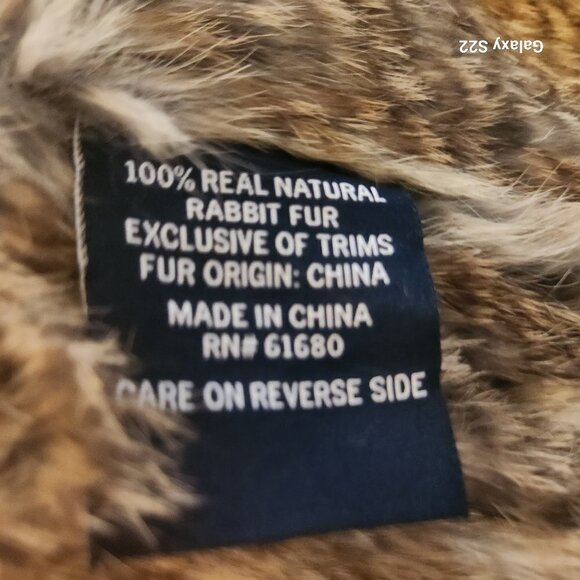 Galaxy S22
100% REAL NATURAL
RABBIT FUR
EXCLUSIVE OF TRIMS
FUR ORIGIN: CHINA
MADE IN CHINA
RN# 61680
CARE ON REVERSE SIDE